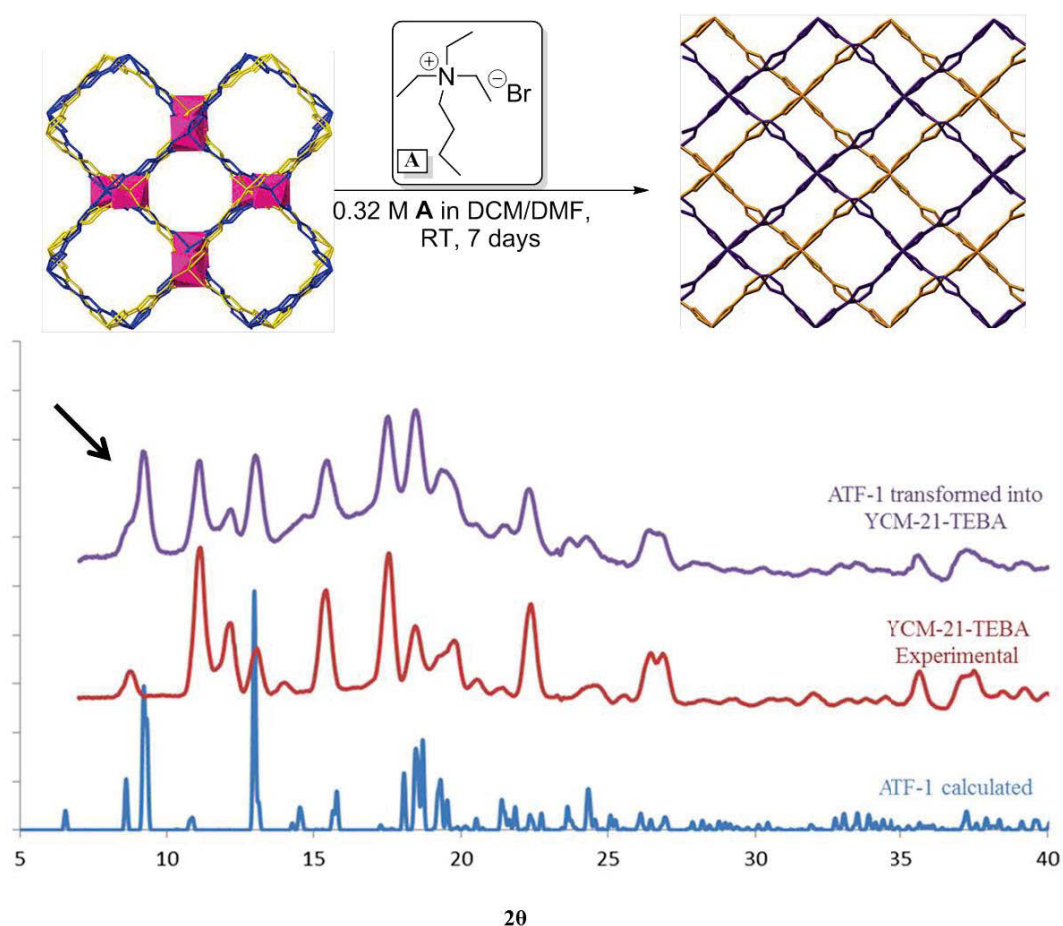 N
⊕
⊖
Br
A
0.32 M A in DCM/DMF,
RT, 7 days
ATF-1 transformed into
YCM-21-TEBA
YCM-21-TEBA
Experimental
ATF-1 calculated
5 10 15 20 25 30 35 40
2θ